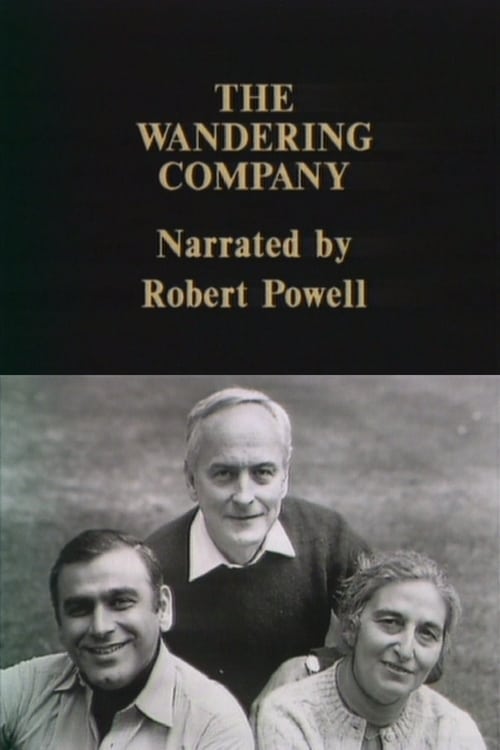 THE
WANDERING
COMPANY
Narrated by
Robert Powell